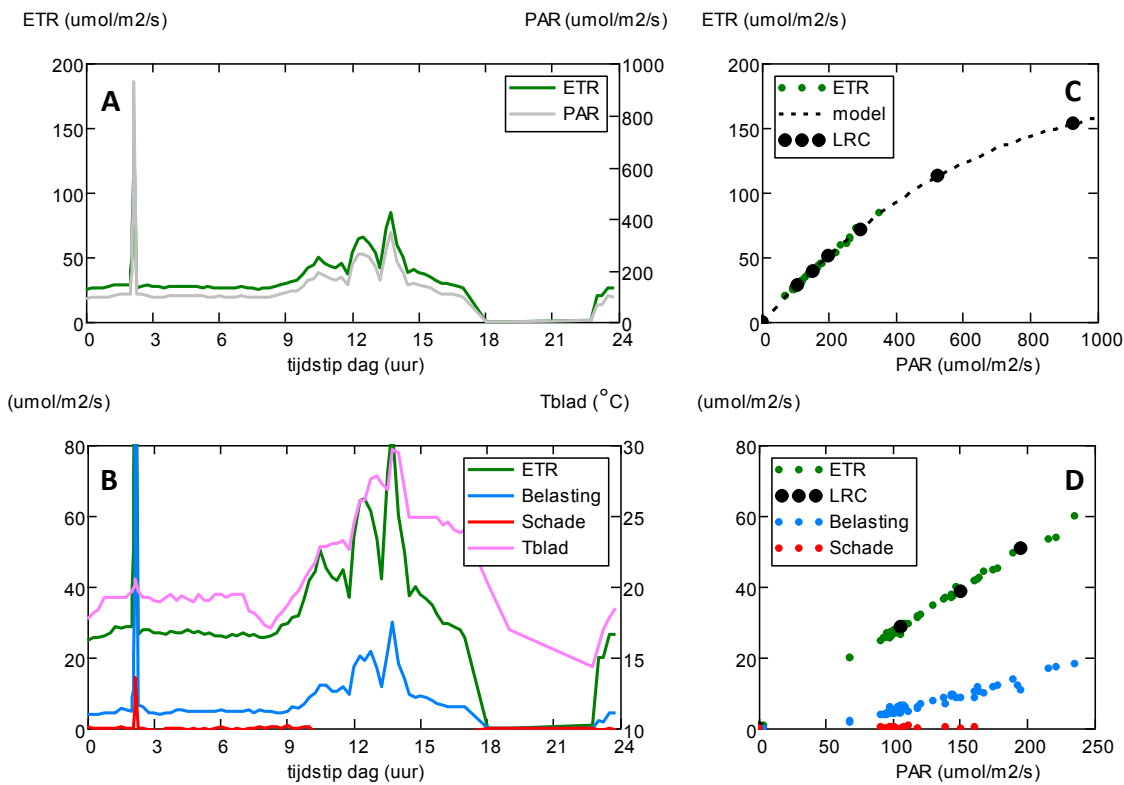 ETR (umol/m2/s) PAR (umol/m2/s)
200 1000
A
ETR
PAR
150 800
600
100
400
50
200
0 0
0 3 6 9 12 15 18 21 24
tijdstip dag (uur)
ETR (umol/m2/s)
200
C
ETR
model
LRC
150
100
50
0
0 200 400 600 800 1000
PAR (umol/m2/s)
(umol/m2/s) Tblad (°C)
80 30
B
ETR
Belasting
Schade
Tblad
60 25
40 20
20 15
0 10
0 3 6 9 12 15 18 21 24
tijdstip dag (uur)
(umol/m2/s)
80
D
ETR
LRC
Belasting
Schade
60
40
20
0
0 50 100 150 200 250
PAR (umol/m2/s)